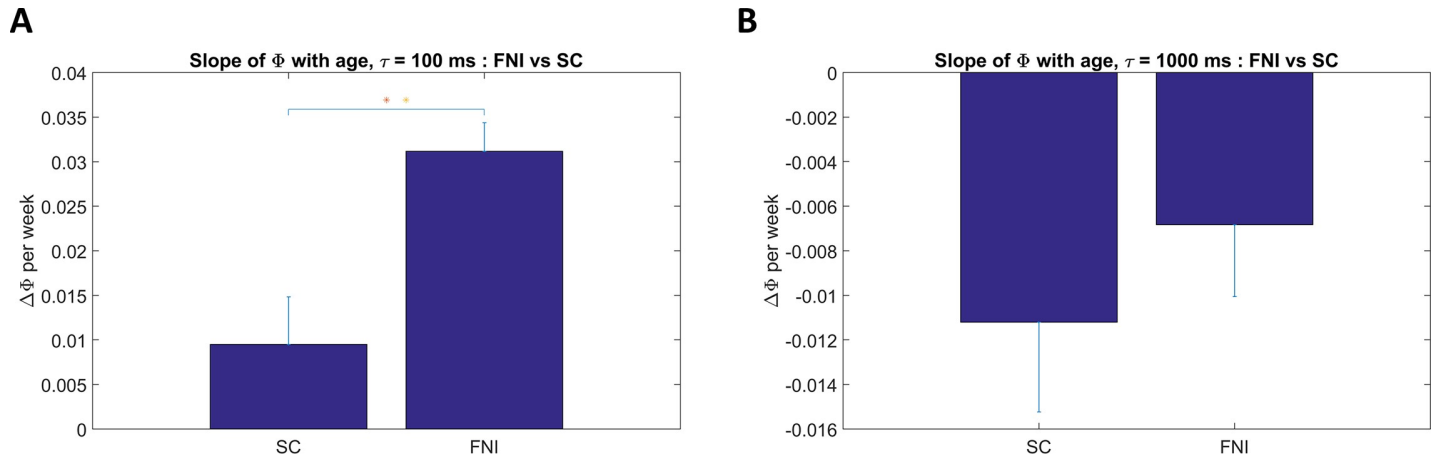 A
Slope of Φ with age, τ = 100 ms : FNI vs SC
0.04
0.035
0.03
0.025
0.02
0.015
0.01
0.005
0
ΔΦ per week
* *
SC FNI
B
Slope of Φ with age, τ = 1000 ms : FNI vs SC
0
-0.002
-0.004
-0.006
-0.008
-0.01
-0.012
-0.014
-0.016
ΔΦ per week
SC FNI